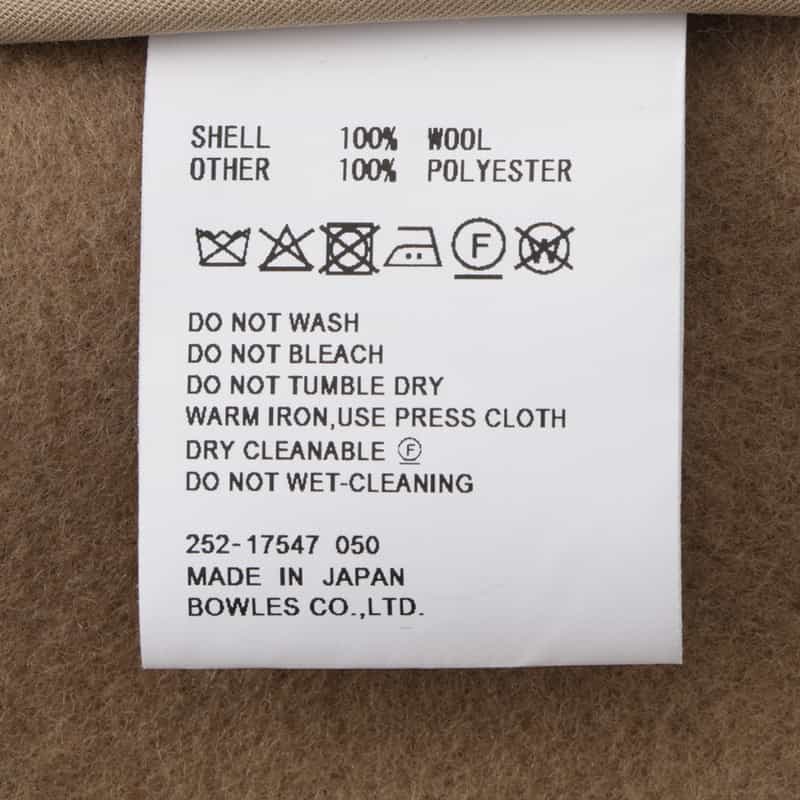 SHELL 100% WOOL
OTHER 100% POLYESTER
F W
DO NOT WASH
DO NOT BLEACH
DO NOT TUMBLE DRY
WARM IRON,USE PRESS CLOTH
DRY CLEANABLE Ⓕ
DO NOT WET-CLEANING
252-17547 050
MADE IN JAPAN
BOWLES CO.,LTD.